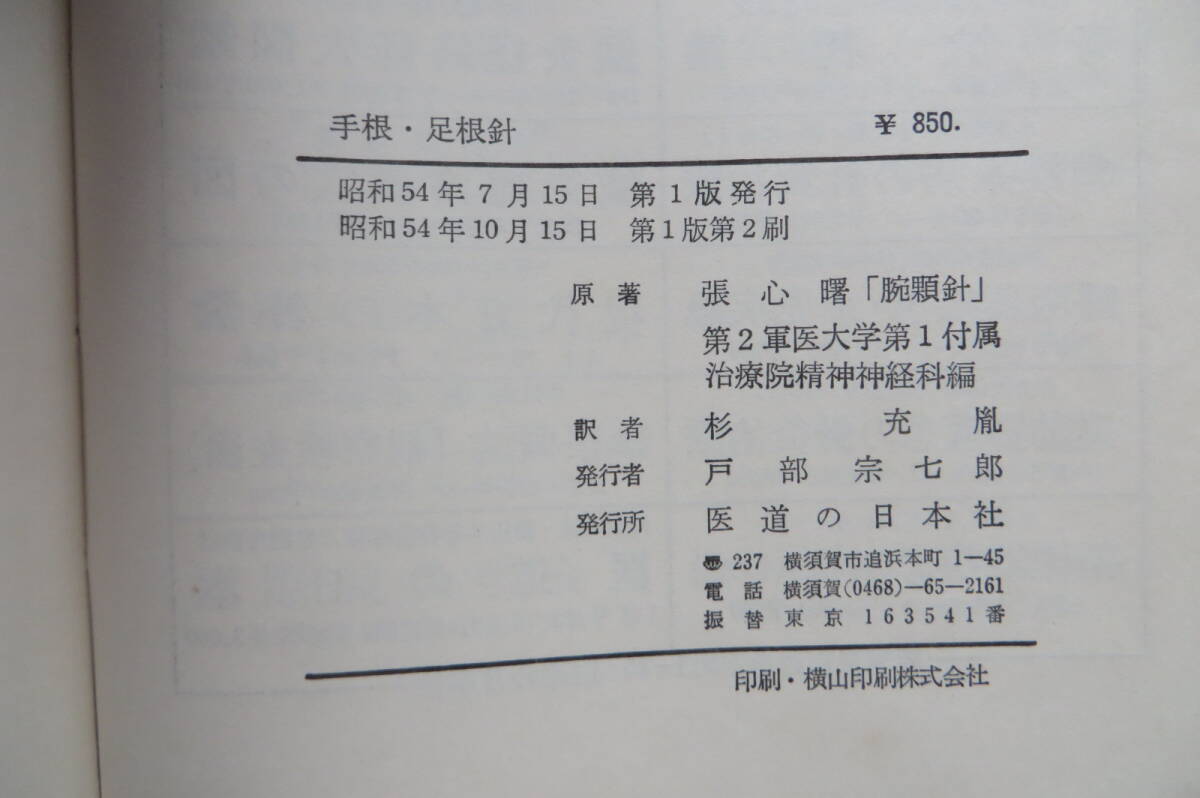 手根・足根針 ¥ 850.
昭和54年7月15日 第1版発行
昭和54年10月15日 第1版第2刷
原著 張心曙「腕顆針」
第2軍医大学第1付属
治療院精神神経科編
訳者 杉充胤
発行者 戸部宗七郎
発行所 医道の日本社
〠 237 横須賀市追浜本町 1—45
電話 横須賀(0468)—65—2161
振替 東京 163541番
印刷・横山印刷株式会社